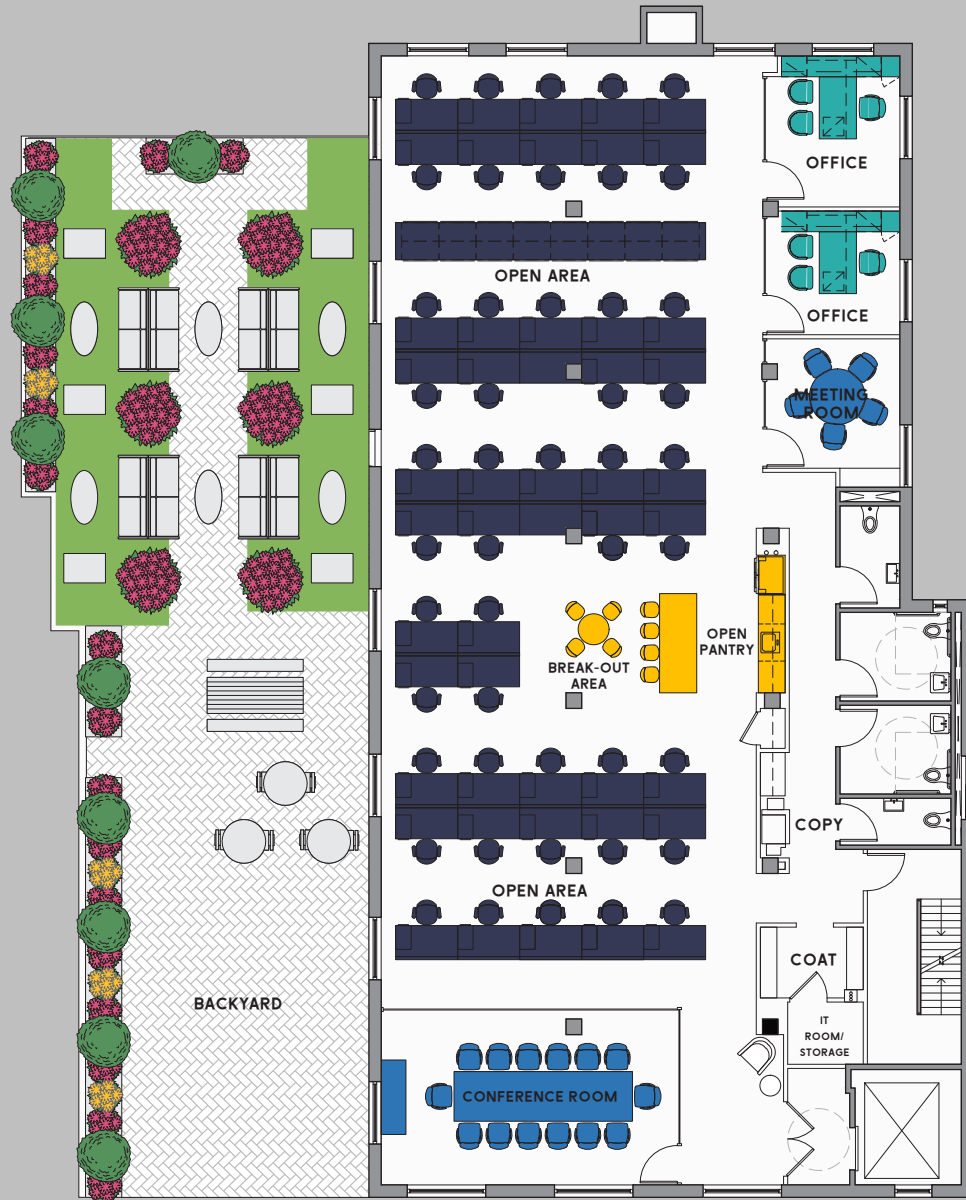 OFFICE
OPEN AREA
OFFICE
MEETING
ROOM
OPEN
PANTRY
BREAK-OUT
AREA
COPY
OPEN AREA
COAT
BACKYARD
IT
ROOM/
STORAGE
CONFERENCE ROOM